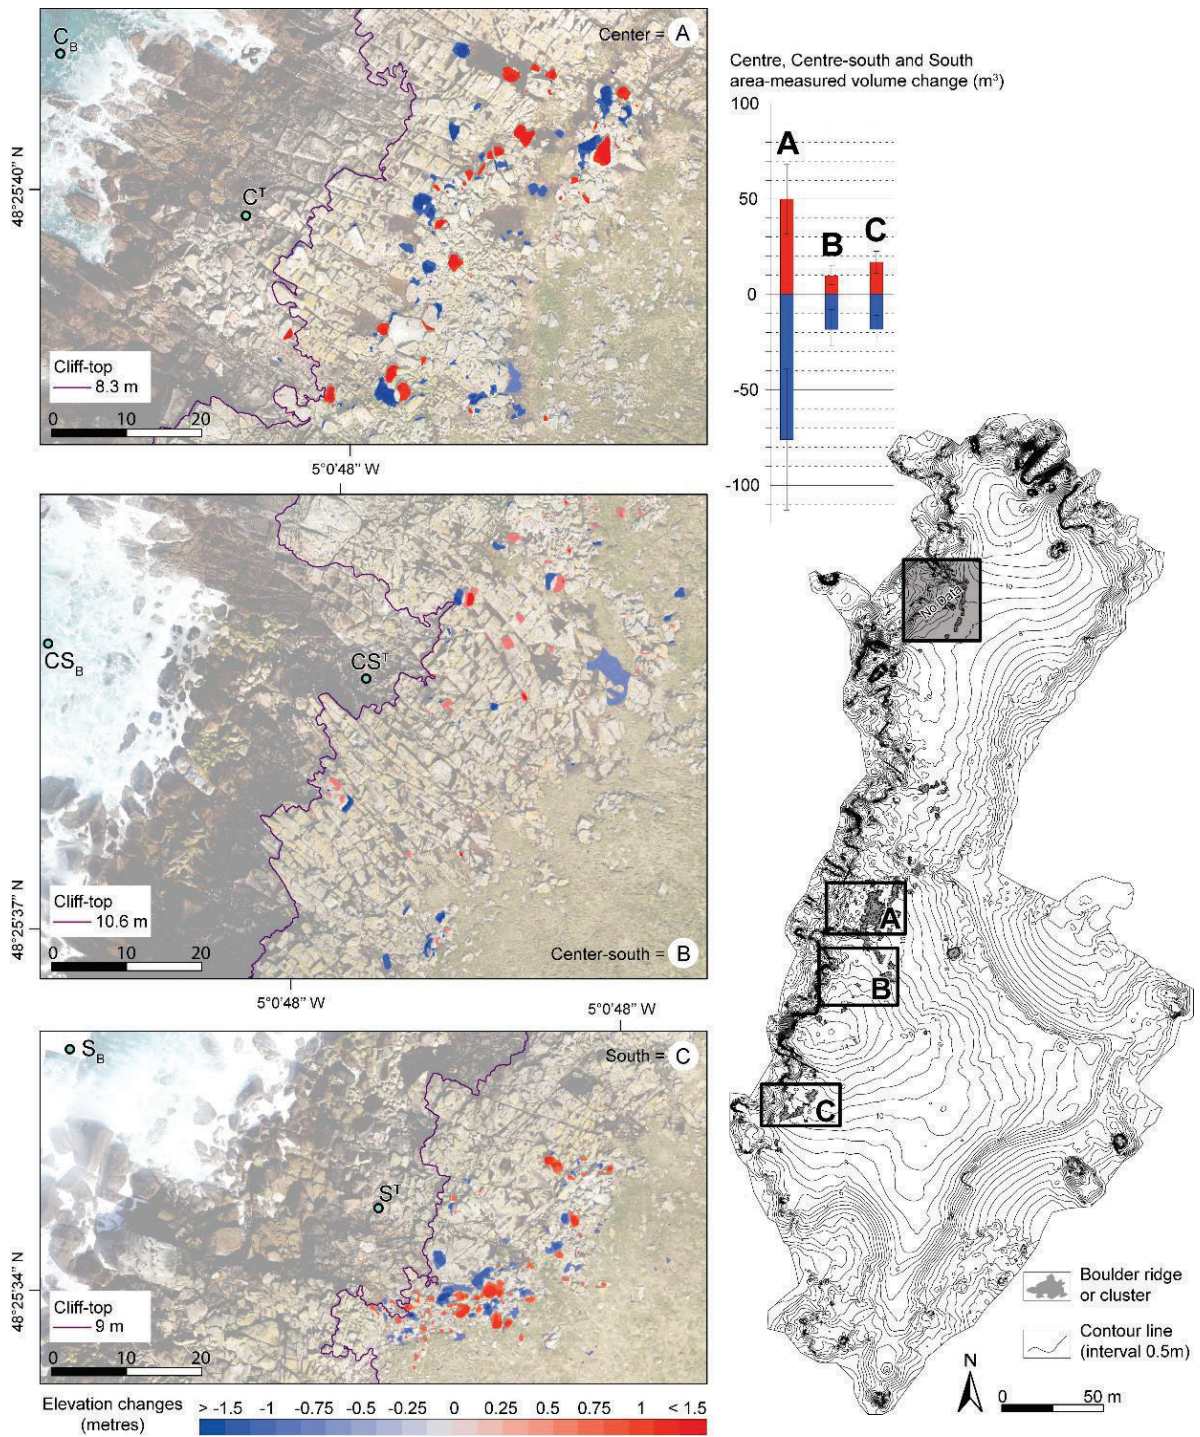 C_B
Center = A
C^T
48°25'40'' N
Cliff-top
8.3 m
0 10 20
5°0'48'' W
Centre, Centre-south and South
area-measured volume change (m³)
100
50
0
-50
-100
A
B
C
CS_B
CS^T
48°25'37'' N
Cliff-top
10.6 m
0 10 20
Center-south = B
5°0'48'' W
5°0'48'' W
S_B
South = C
S^T
48°25'34'' N
Cliff-top
9 m
0 10 20
Elevation changes
(metres)
> -1.5 -1 -0.75 -0.5 -0.25 0 0.25 0.5 0.75 1 < 1.5
No Data
A
B
C
10
Boulder ridge
or cluster
Contour line
(interval 0.5m)
N
0 50 m